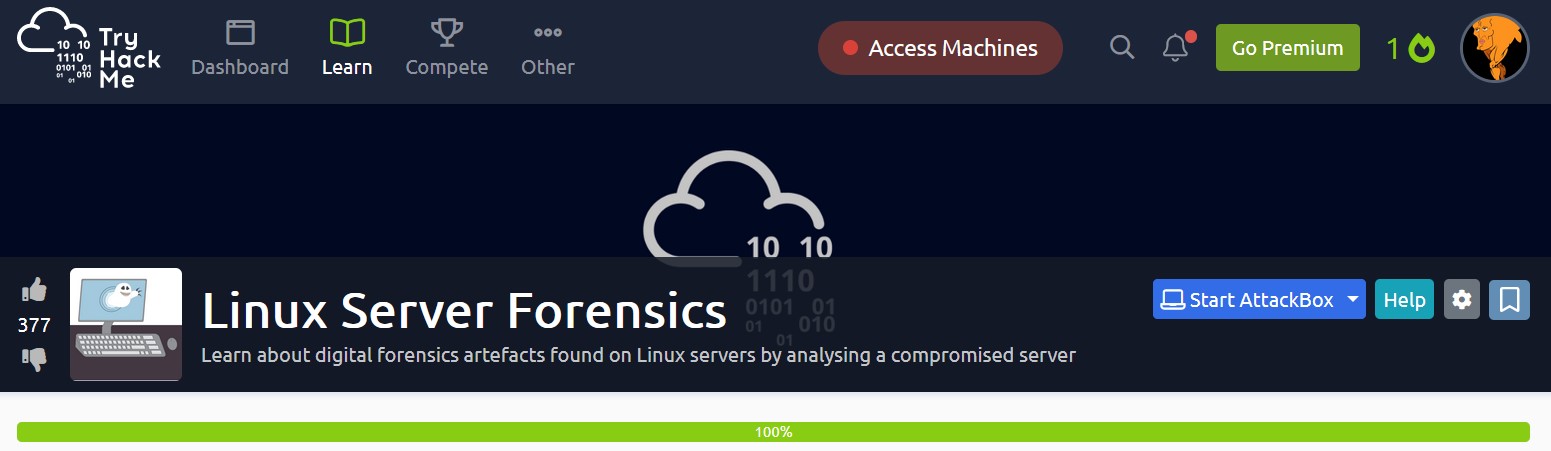 10 10
1110
0101 01
01 010
01
Try
Hack
Me
Dashboard
Learn
Compete
Other
Access Machines
Go Premium
1
10 10
1110
0101 01
01 010
01
377
Linux Server Forensics
Learn about digital forensics artefacts found on Linux servers by analysing a compromised server
Start AttackBox
Help
100%